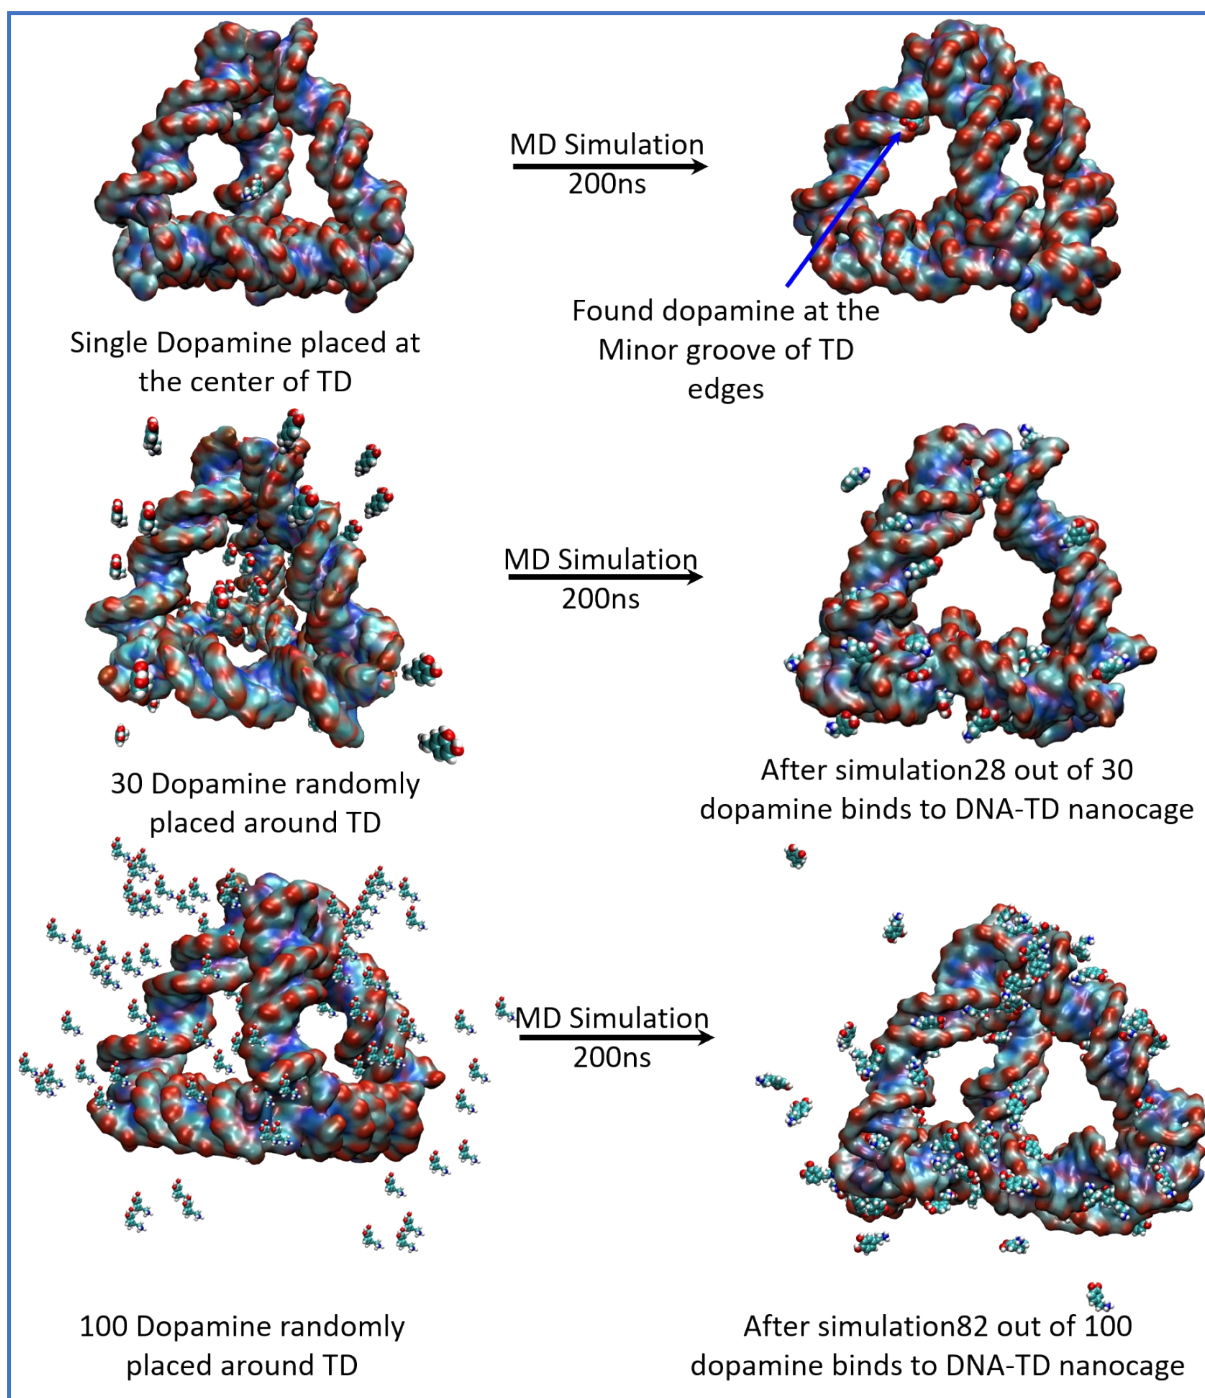 MD Simulation
200ns
Single Dopamine placed at
the center of TD
Found dopamine at the
Minor groove of TD
edges
MD Simulation
200ns
30 Dopamine randomly
placed around TD
After simulation28 out of 30
dopamine binds to DNA-TD nanocage
MD Simulation
200ns
100 Dopamine randomly
placed around TD
After simulation82 out of 100
dopamine binds to DNA-TD nanocage